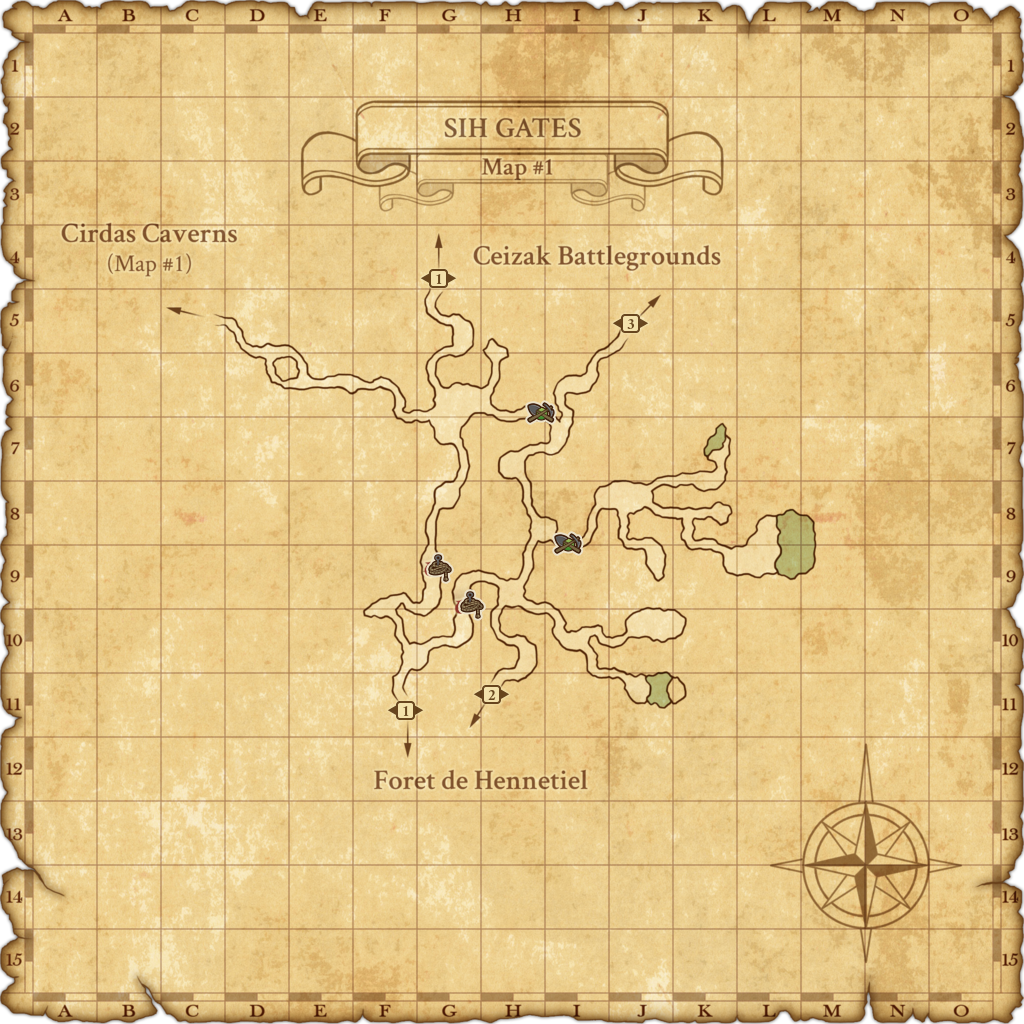 A B C D E F G H I J K L M N O
1 1
2 2
SIH GATES
Map #1
3 3
Cirdas Caverns
(Map #1)
Ceizak Battlegrounds
4 4
1
5 5
3
6 6
7 7
8 8
9 9
10 10
2
11 11
1
Foret de Hennetiel
12 12
13 13
14 14
15 15
A B C D E F G H I J K L M N O